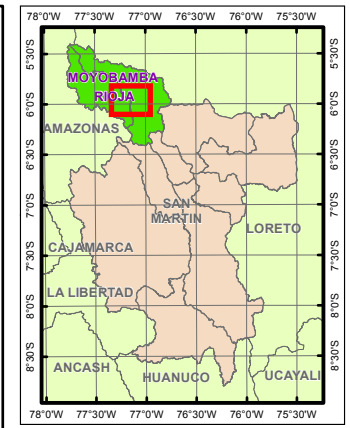 78°0'W 77°30'W 77°0'W 76°30'W 76°0'W 75°30'W
5°30'S 5°30'S
MOYOBAMBA
RIOJA
6°0'S 6°0'S
AMAZONAS
6°30'S 6°30'S
SAN
MARTIN
7°0'S 7°0'S
LORETO
CAJAMARCA
7°30'S 7°30'S
LA LIBERTAD
8°0'S 8°0'S
8°30'S 8°30'S
ANCASH
HUANUCO
UCAYALI
78°0'W 77°30'W 77°0'W 76°30'W 76°0'W 75°30'W